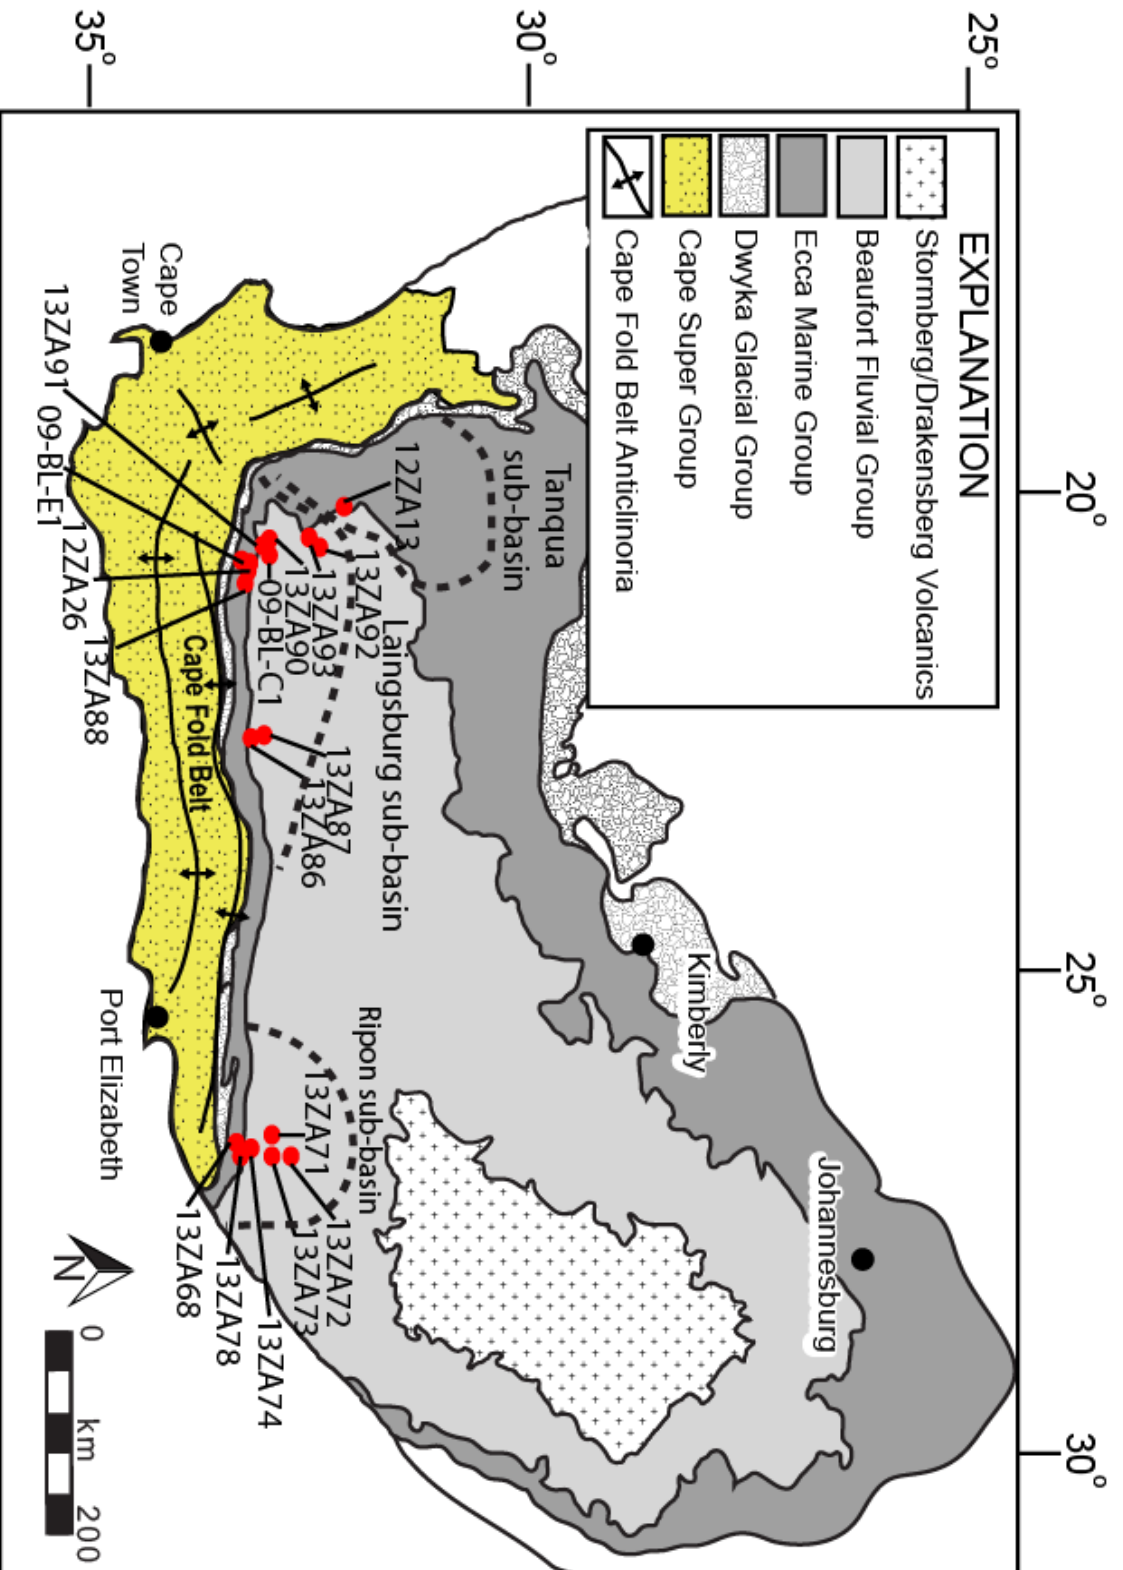 20°
25°
30°
25°
30°
35°
EXPLANATION
Stormberg/Drakensberg Volcanics
Beaufort Fluvial Group
Ecca Marine Group
Dwyka Glacial Group
Cape Super Group
Cape Fold Belt Anticlinoria
Johannesburg
Kimberly
Tanqua
sub-basin
12ZA13
Laingsburg sub-basin
Ripon sub-basin
13ZA92
13ZA93
13ZA90
09-BL-C1
13ZA87
13ZA86
13ZA71
13ZA72
13ZA73
13ZA74
13ZA78
13ZA68
Cape Fold Belt
Cape
Town
Port Elizabeth
13ZA91
09-BL-E1
12ZA26
13ZA88
N
0
200
km